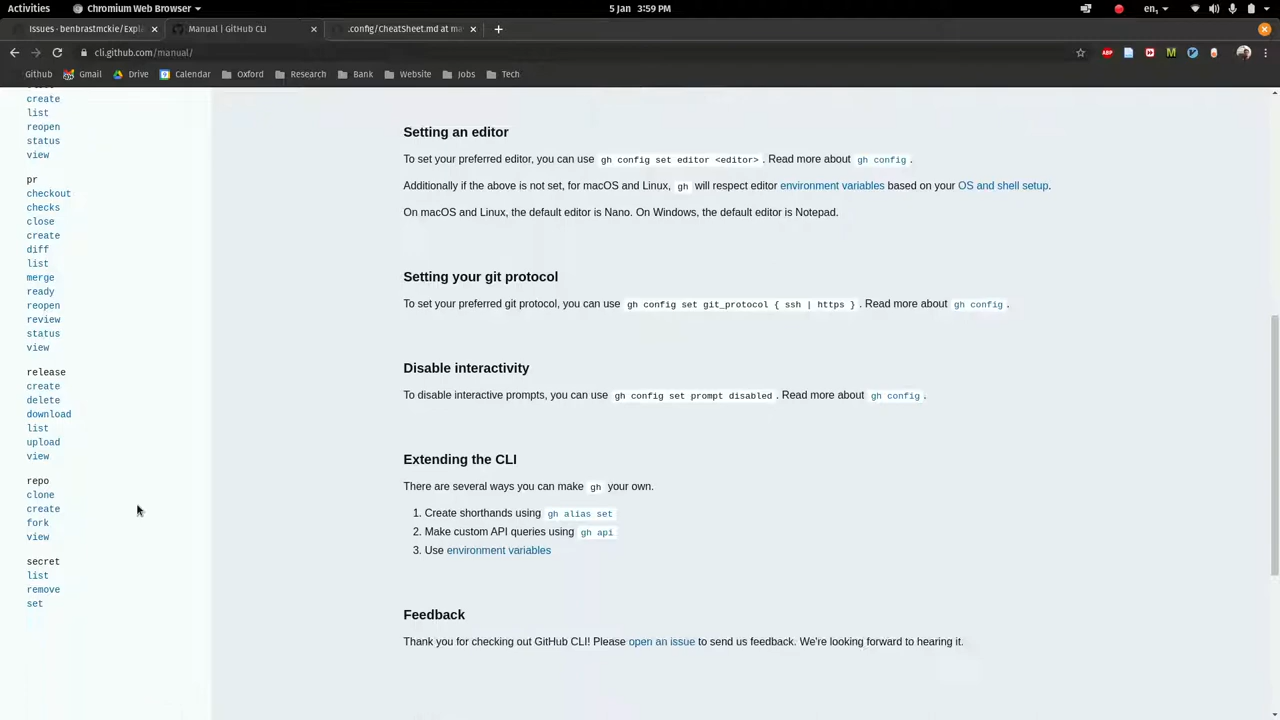 Activities
Chromium Web Browser
5 Jan 3:59 PM
en₁
Issues · benbrastmckie/Expla
Manual | GitHub CLI
.config/CheatSheet.md at ma
cli.github.com/manual/
ABP
Github
Gmail
Drive
Calendar
Oxford
Research
Bank
Website
Jobs
Tech
create
list
reopen
status
view
pr
checkout
checks
close
create
diff
list
merge
ready
reopen
review
status
view
release
create
delete
download
list
upload
view
repo
clone
create
fork
view
secret
list
remove
set
Setting an editor
To set your preferred editor, you can use gh config set editor <editor> . Read more about gh config .
Additionally if the above is not set, for macOS and Linux, gh will respect editor environment variables based on your OS and shell setup.
On macOS and Linux, the default editor is Nano. On Windows, the default editor is Notepad.
Setting your git protocol
To set your preferred git protocol, you can use gh config set git_protocol { ssh | https } . Read more about gh config .
Disable interactivity
To disable interactive prompts, you can use gh config set prompt disabled . Read more about gh config .
Extending the CLI
There are several ways you can make gh your own.
1. Create shorthands using gh alias set
2. Make custom API queries using gh api
3. Use environment variables
Feedback
Thank you for checking out GitHub CLI! Please open an issue to send us feedback. We're looking forward to hearing it.